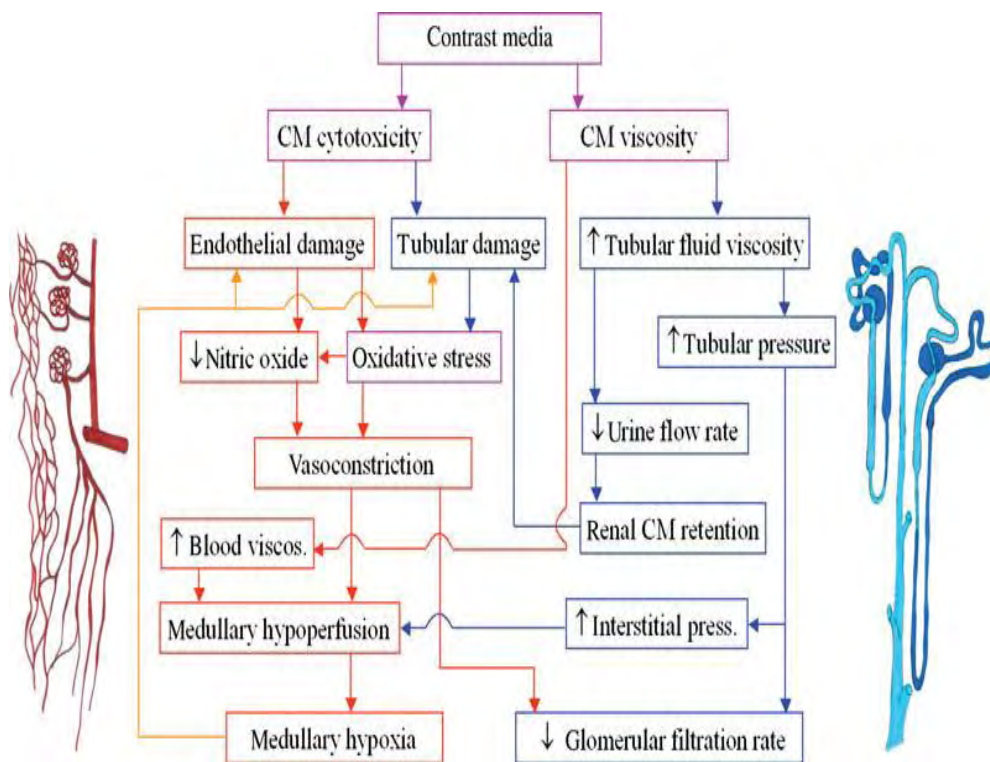 Contrast media
CM cytotoxicity
CM viscosity
Endothelial damage
Tubular damage
↑ Tubular fluid viscosity
↓ Nitric oxide
Oxidative stress
↑ Tubular pressure
↓ Urine flow rate
Vasoconstriction
Renal CM retention
↑ Blood viscos.
Medullary hypoperfusion
↑ Interstitial press.
Medullary hypoxia
↓ Glomerular filtration rate